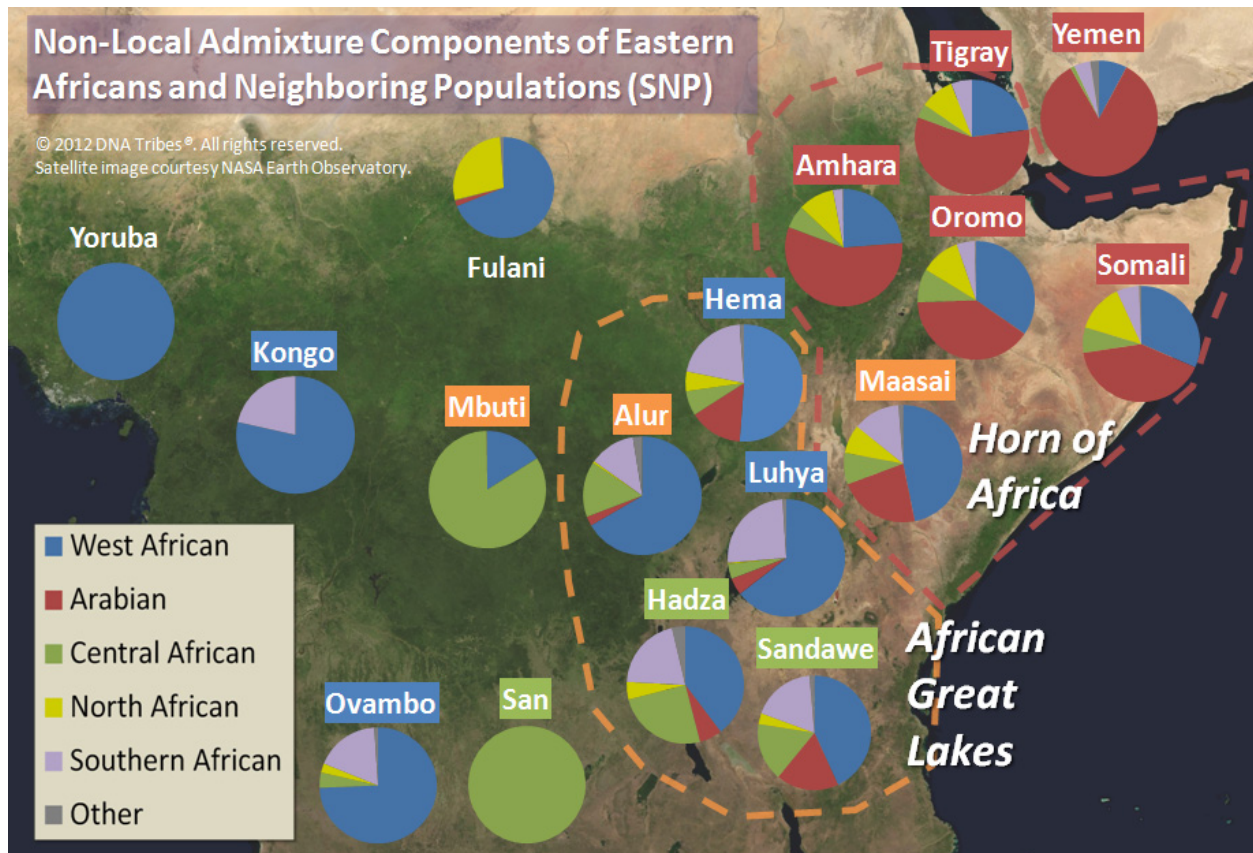 Non-Local Admixture Components of Eastern
Africans and Neighboring Populations (SNP)
© 2012 DNA Tribes®. All rights reserved.
Satellite image courtesy NASA Earth Observatory.
Yemen
Tigray
Amhara
Oromo
Somali
Yoruba
Fulani
Hema
Kongo
Maasai
Mbuti
Alur
Horn of
Africa
Luhya
West African
Arabian
Central African
North African
Southern African
Other
Hadza
Sandawe
African
Great
Lakes
Ovambo
San